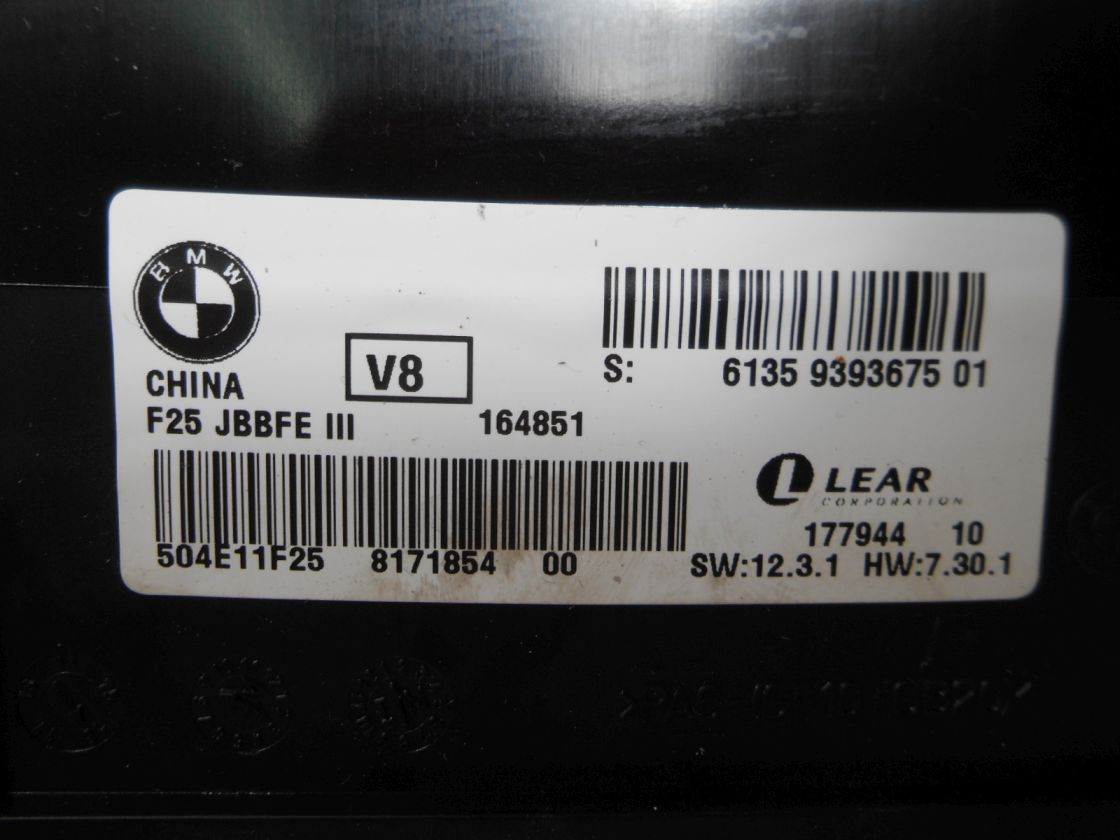 BMW
CHINA
V8
S: 6135 9393675 01
F25 JBBFE III 164851
LEAR
CORPORATION
504E11F25 8171854 00
177944 10
SW:12.3.1 HW:7.30.1